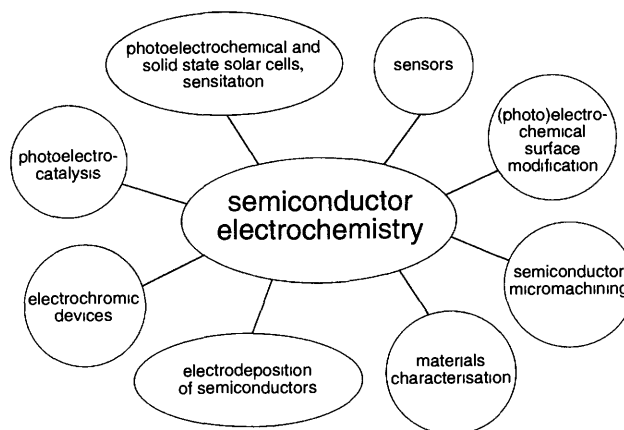 photoelectrochemical and
solid state solar cells,
sensitation
sensors
(photo)electro-
chemical
surface
modification
photoelectro-
catalysis
semiconductor
electrochemistry
semiconductor
micromachining
electrochromic
devices
electrodeposition
of semiconductors
materials
characterisation